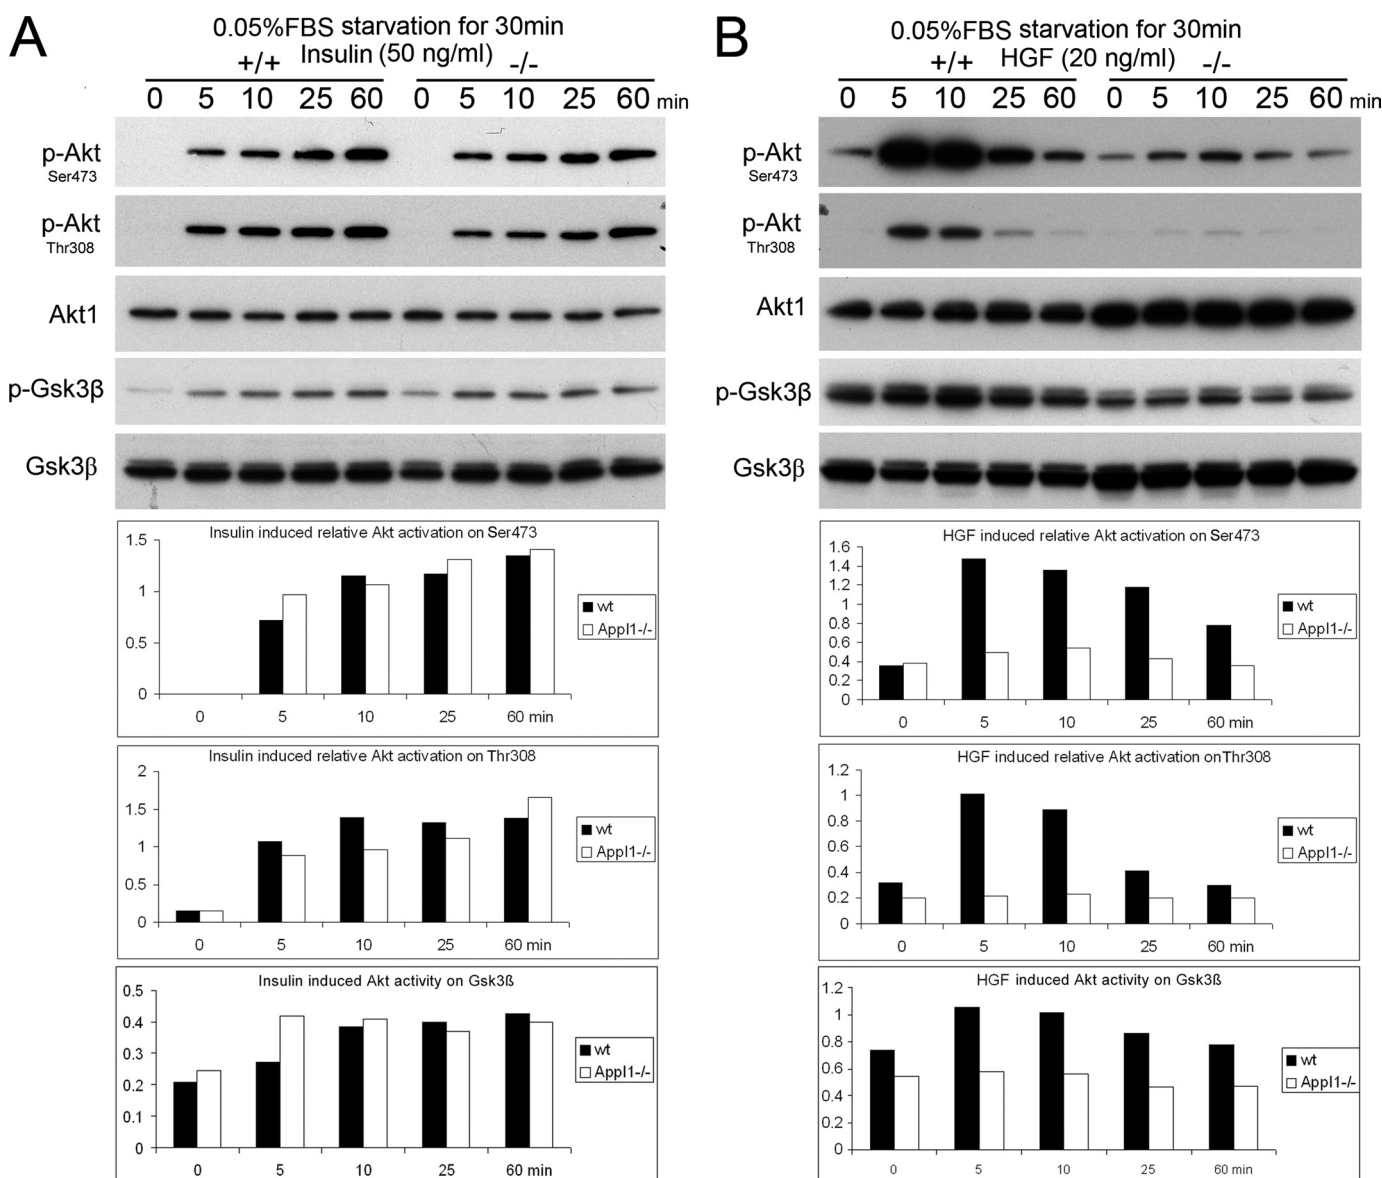 A
0.05%FBS starvation for 30min
Insulin (50 ng/ml)
+/+ -/-
0 5 10 25 60 0 5 10 25 60 min
p-Akt
Ser473
p-Akt
Thr308
Akt1
p-Gsk3β
Gsk3β
Insulin induced relative Akt activation on Ser473
1.5
1
0.5
0
0 5 10 25 60 min
wt
Appl1-/-
Insulin induced relative Akt activation on Thr308
2
1.5
1
0.5
0
0 5 10 25 60 min
wt
Appl1-/-
Insulin induced Akt activity on Gsk3ß
0.5
0.4
0.3
0.2
0.1
0
0 5 10 25 60 min
wt
Appl1-/-
B
0.05%FBS starvation for 30min
HGF (20 ng/ml)
+/+ -/-
0 5 10 25 60 0 5 10 25 60 min
p-Akt
Ser473
p-Akt
Thr308
Akt1
p-Gsk3β
Gsk3β
HGF induced relative Akt activation on Ser473
1.6
1.4
1.2
1
0.8
0.6
0.4
0.2
0
0 5 10 25 60 min
wt
Appl1-/-
HGF induced relative Akt activation onThr308
1.2
1
0.8
0.6
0.4
0.2
0
0 5 10 25 60 min
wt
Appl1-/-
HGF induced Akt activity on Gsk3ß
1.2
1
0.8
0.6
0.4
0.2
0
0 5 10 25 60 min
wt
Appl1-/-